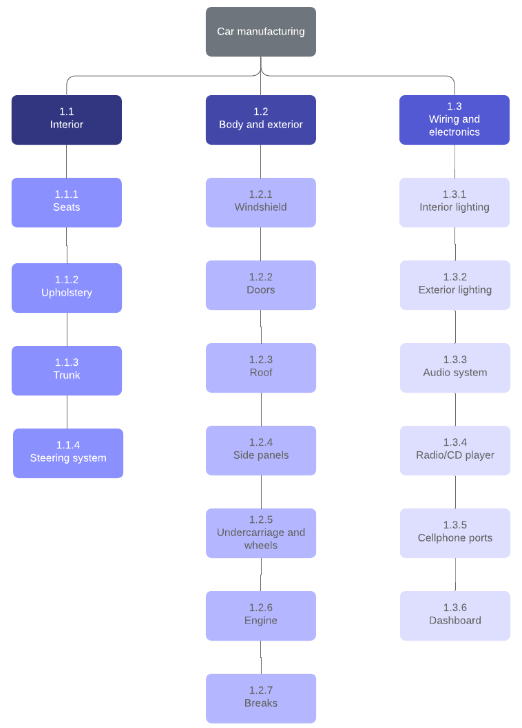 Car manufacturing
1.1
Interior
1.1.1
Seats
1.1.2
Upholstery
1.1.3
Trunk
1.1.4
Steering system
1.2
Body and exterior
1.2.1
Windshield
1.2.2
Doors
1.2.3
Roof
1.2.4
Side panels
1.2.5
Undercarriage and
wheels
1.2.6
Engine
1.2.7
Breaks
1.3
Wiring and
electronics
1.3.1
Interior lighting
1.3.2
Exterior lighting
1.3.3
Audio system
1.3.4
Radio/CD player
1.3.5
Cellphone ports
1.3.6
Dashboard